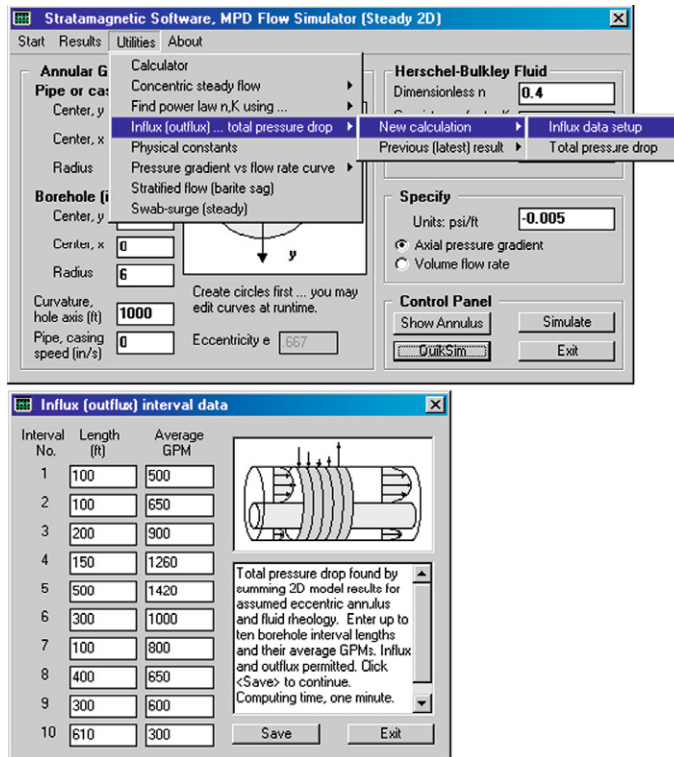 Stratamagnetic Software, MPD Flow Simulator (Steady 2D)
Start Results Utilities About
Calculator
Concentric steady flow
Find power law n,K using ...
Influx (outflux) ... total pressure drop
Physical constants
Pressure gradient vs flow rate curve
Stratified flow (barite sag)
Swab-surge (steady)
New calculation
Previous (latest) result
Influx data setup
Total pressure drop
Annular G
Pipe or cas
Center, y
Center, x
Radius
Borehole (i
Center, y
Center, x 0
Radius 6
Curvature,
hole axis (ft) 1000
Pipe, casing
speed (in/s) 0
y
Create circles first ... you may
edit curves at runtime.
Eccentricity e .667
Herschel-Bulkley Fluid
Dimensionless n 0.4
Specify
Units: psi/ft -0.005
Axial pressure gradient
Volume flow rate
Control Panel
Show Annulus Simulate
QuikSim Exit
Influx (outflux) interval data
Interval Length Average
No. (ft) GPM
1 100 500
2 100 650
3 200 900
4 150 1260
5 500 1420
6 300 1000
7 100 800
8 400 650
9 300 600
10 610 300
Total pressure drop found by
summing 2D model results for
assumed eccentric annulus
and fluid rheology. Enter up to
ten borehole interval lengths
and their average GPMs. Influx
and outflux permitted. Click
<Save> to continue.
Computing time, one minute.
Save Exit